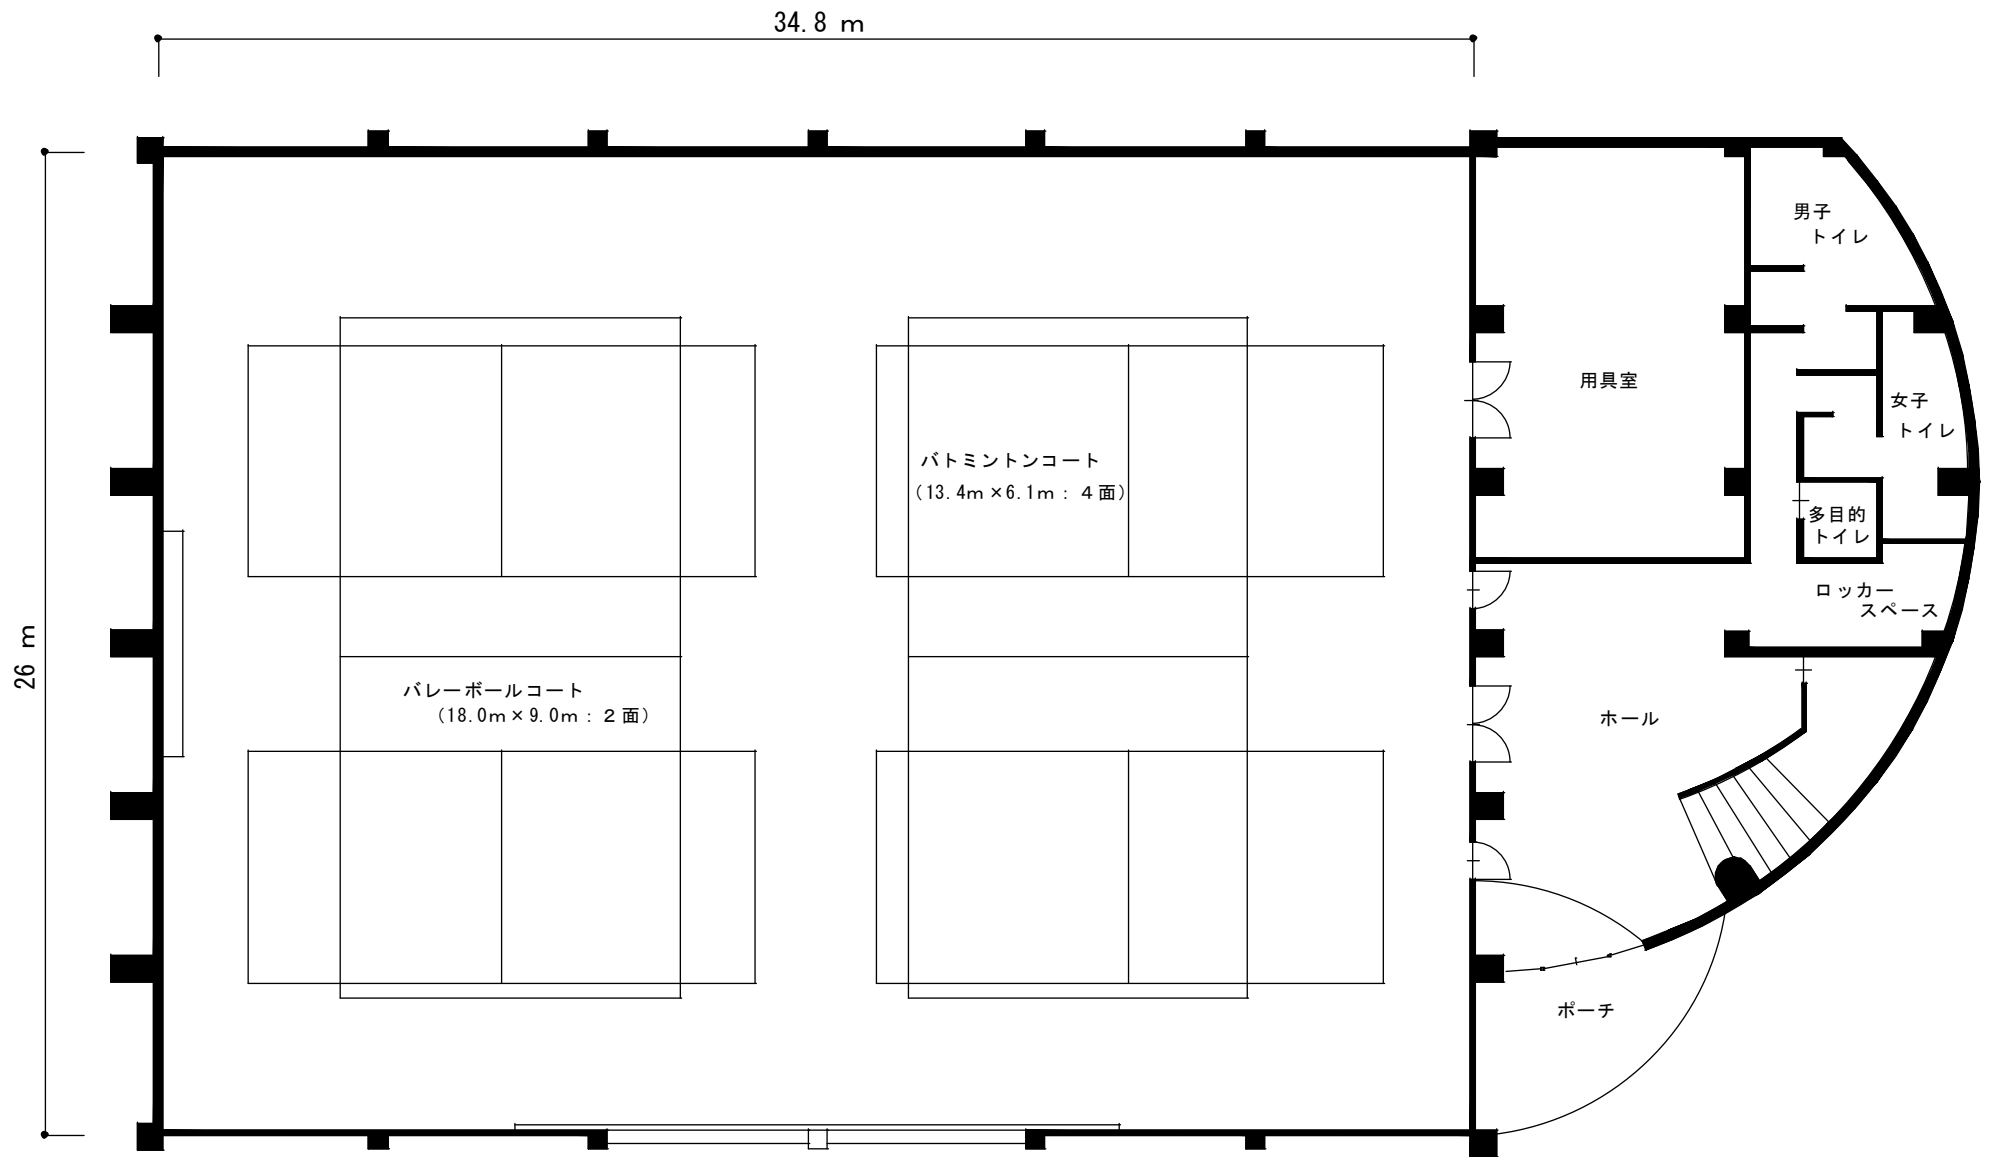 34.8 m
26 m
男子
トイレ
用具室
女子
トイレ
バトミントンコート
(13.4m×6.1m：4面)
多目的
トイレ
ロッカー
スペース
バレーボールコート
(18.0m×9.0m：2面)
ホール
ポーチ